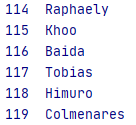 114 Raphaely
115 Khoo
116 Baida
117 Tobias
118 Himuro
119 Colmenares